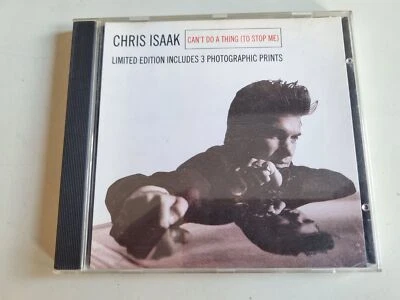 CHRIS ISAAK CAN'T DO A THING (TO STOP ME)
LIMITED EDITION INCLUDES 3 PHOTOGRAPHIC PRINTS